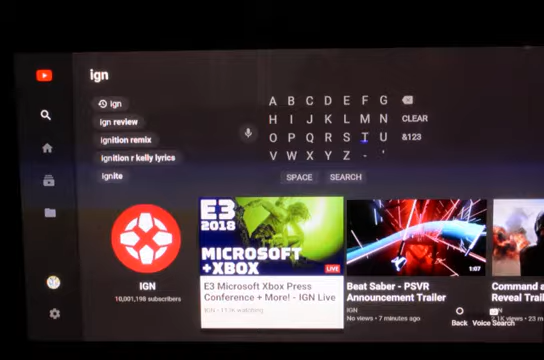 ign
ign
ign review
ignition remix
ignition r kelly lyrics
ignite
A B C D E F G
H I J K L M N CLEAR
O P Q R S T U &123
V W X Y Z - '
SPACE SEARCH
E3
2018
MICROSOFT
+XBOX
LIVE
1:07
IGN
10,001,198 subscribers
E3 Microsoft Xbox Press
Conference + More! - IGN Live
IGN
Beat Saber - PSVR
Announcement Trailer
IGN
No views • 7 minutes ago
Command a
Reveal Trai
Back Voice Search